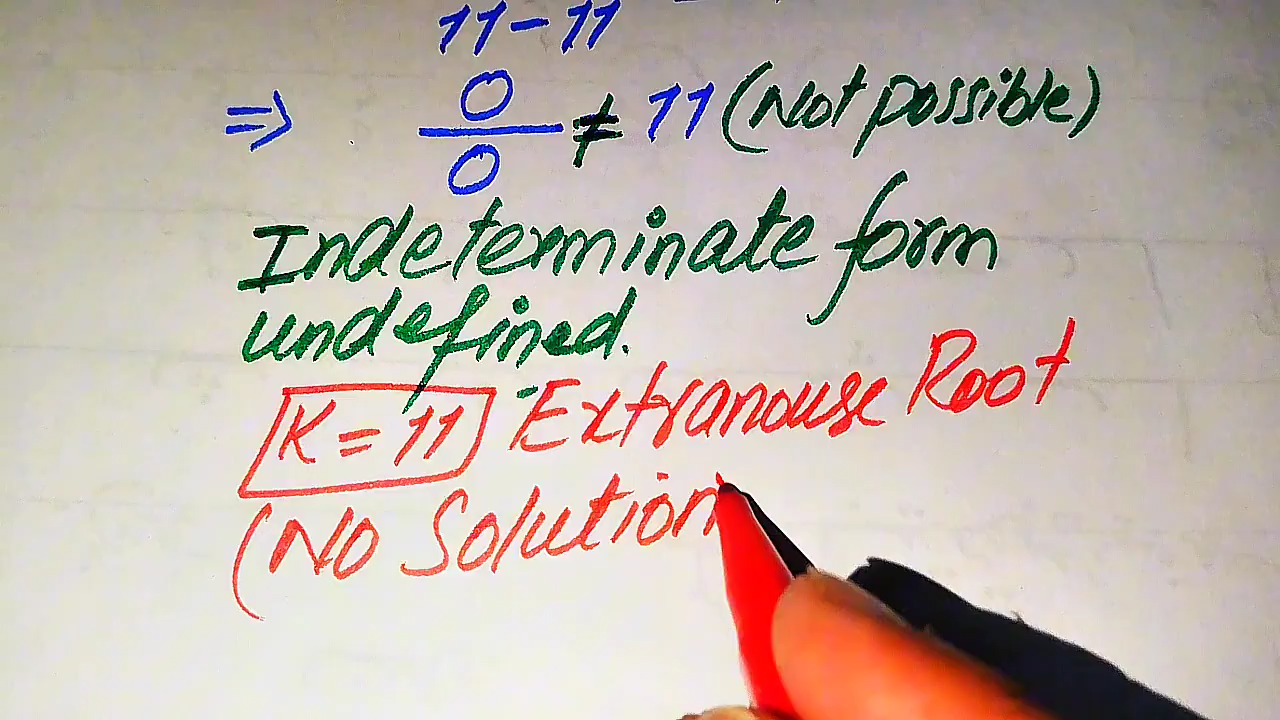 11-11
=> 0/0 ≠ 11 (Not possible)
Indeterminate form
undefined.
K = 11 Extranouse Root
(No Solution